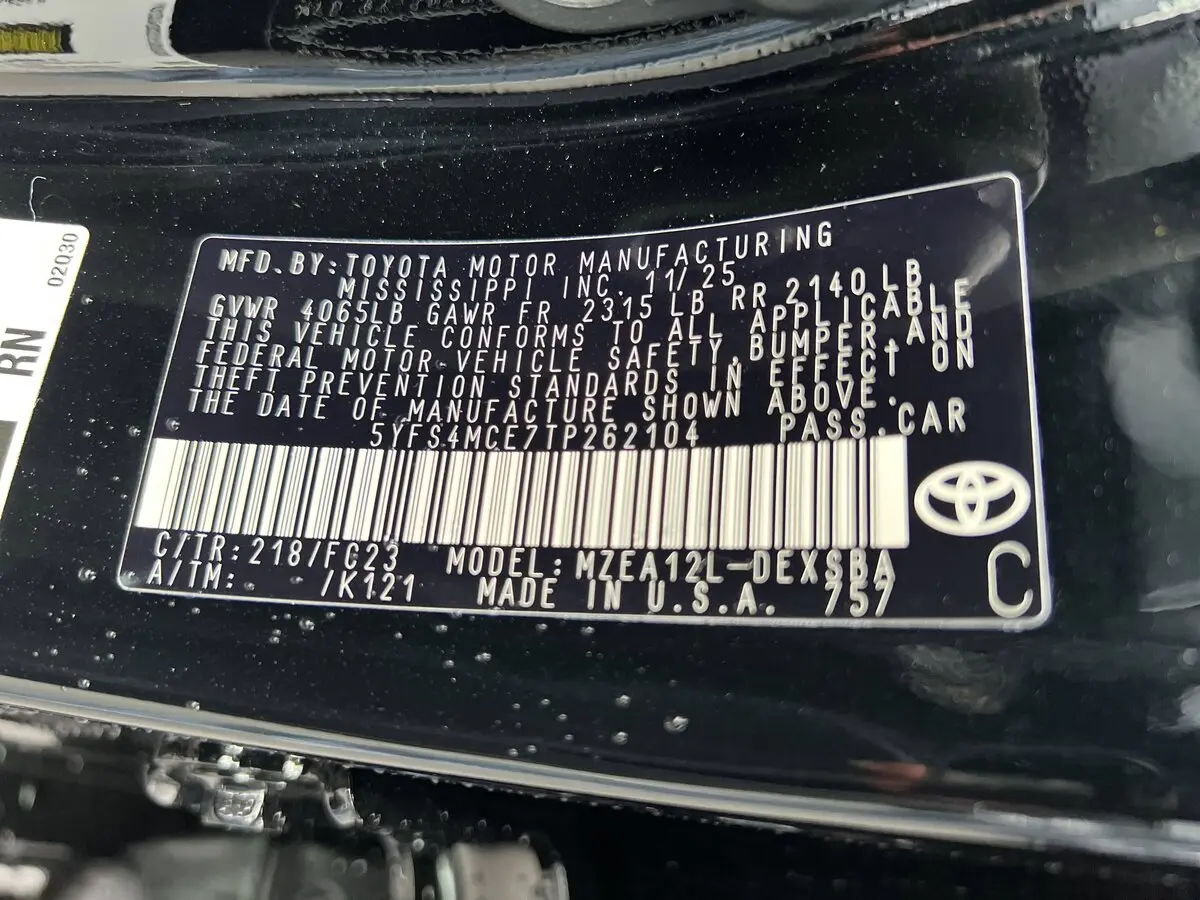 02030
RN
MFD.BY:TOYOTA MOTOR MANUFACTURING
MISSISSIPPI INC. 11/25
GVWR 4065LB GAWR FR 2315 LB RR 2140 LB
THIS VEHICLE CONFORMS TO ALL APPLICABLE
FEDERAL MOTOR VEHICLE SAFETY,BUMPER,AND
THEFT PREVENTION STANDARDS IN EFFECT ON
THE DATE OF MANUFACTURE SHOWN ABOVE.
5YFS4MCE7TP262104 PASS.CAR
C/TR:218/FC23 MODEL:MZEA12L-DEXSBA
A/TM: /K121 MADE IN U.S.A. 757
C